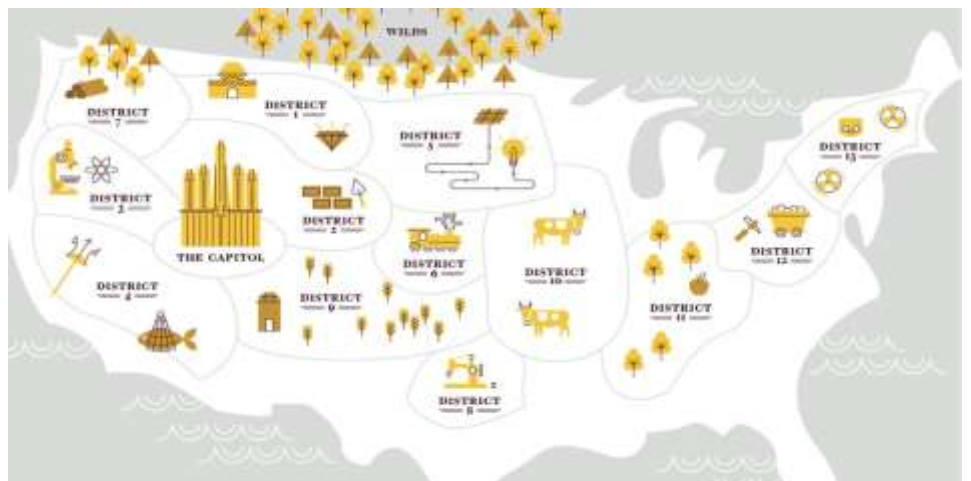 WILDS
DISTRICT
7
DISTRICT
1
DISTRICT
5
DISTRICT
13
DISTRICT
3
DISTRICT
2
THE CAPITOL
DISTRICT
6
DISTRICT
12
DISTRICT
10
DISTRICT
4
DISTRICT
9
DISTRICT
11
DISTRICT
8